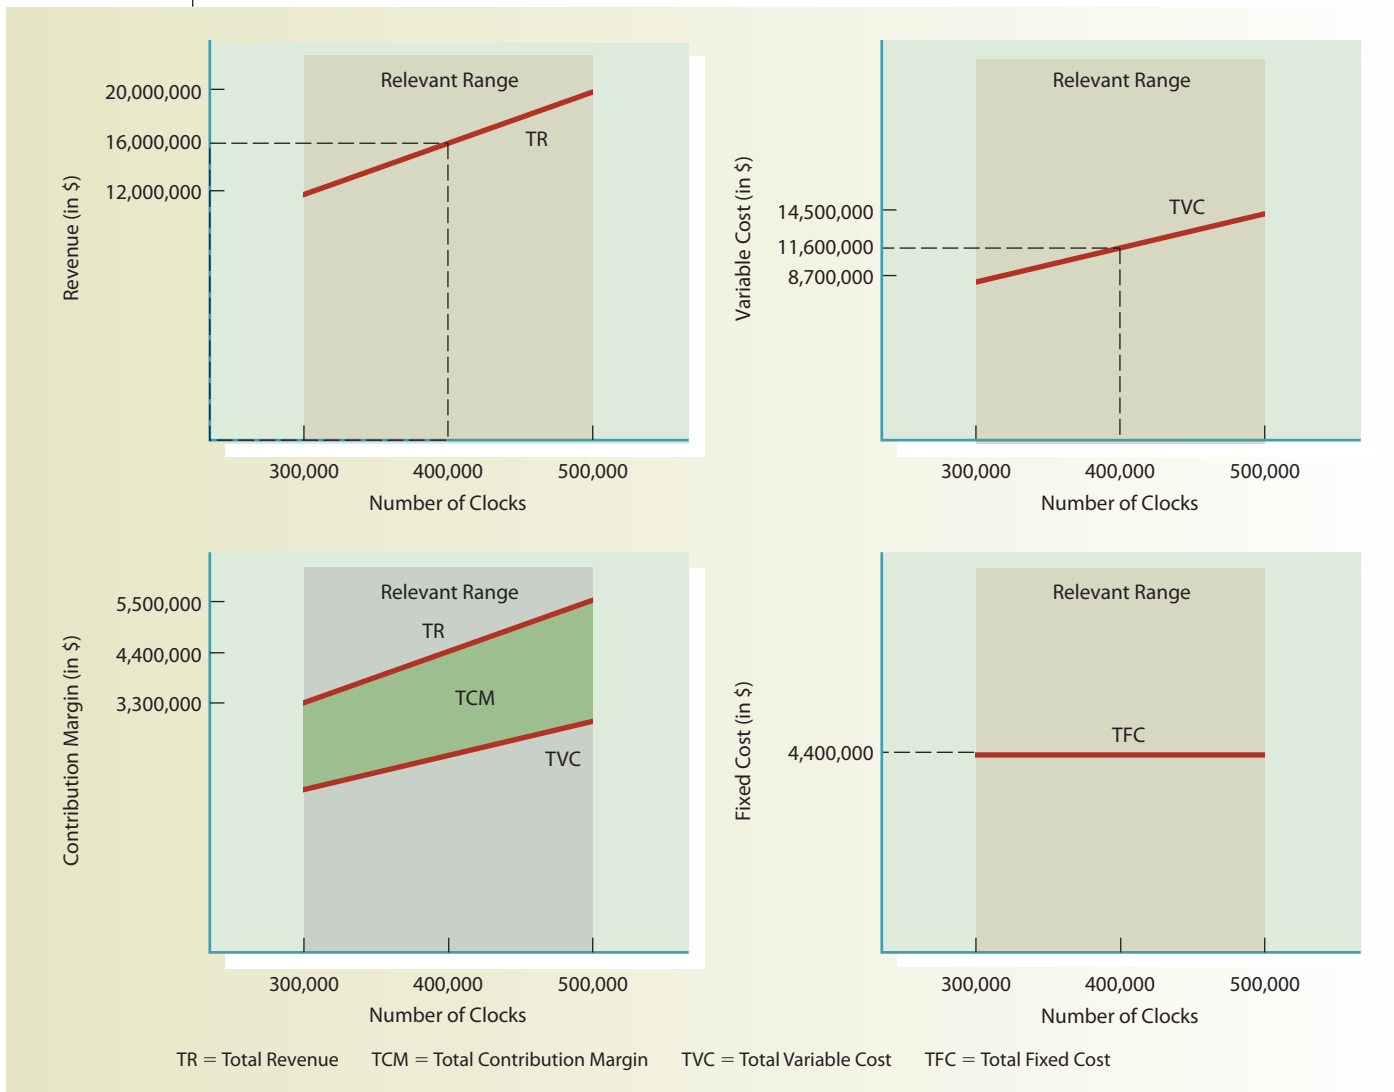 Relevant Range
20,000,000
16,000,000
12,000,000
TR
Revenue (in $)
300,000 400,000 500,000
Number of Clocks
Relevant Range
14,500,000
11,600,000
8,700,000
TVC
Variable Cost (in $)
300,000 400,000 500,000
Number of Clocks
Relevant Range
5,500,000
4,400,000
3,300,000
TR
TCM
TVC
Contribution Margin (in $)
300,000 400,000 500,000
Number of Clocks
Relevant Range
4,400,000
TFC
Fixed Cost (in $)
300,000 400,000 500,000
Number of Clocks
TR = Total Revenue TCM = Total Contribution Margin TVC = Total Variable Cost TFC = Total Fixed Cost